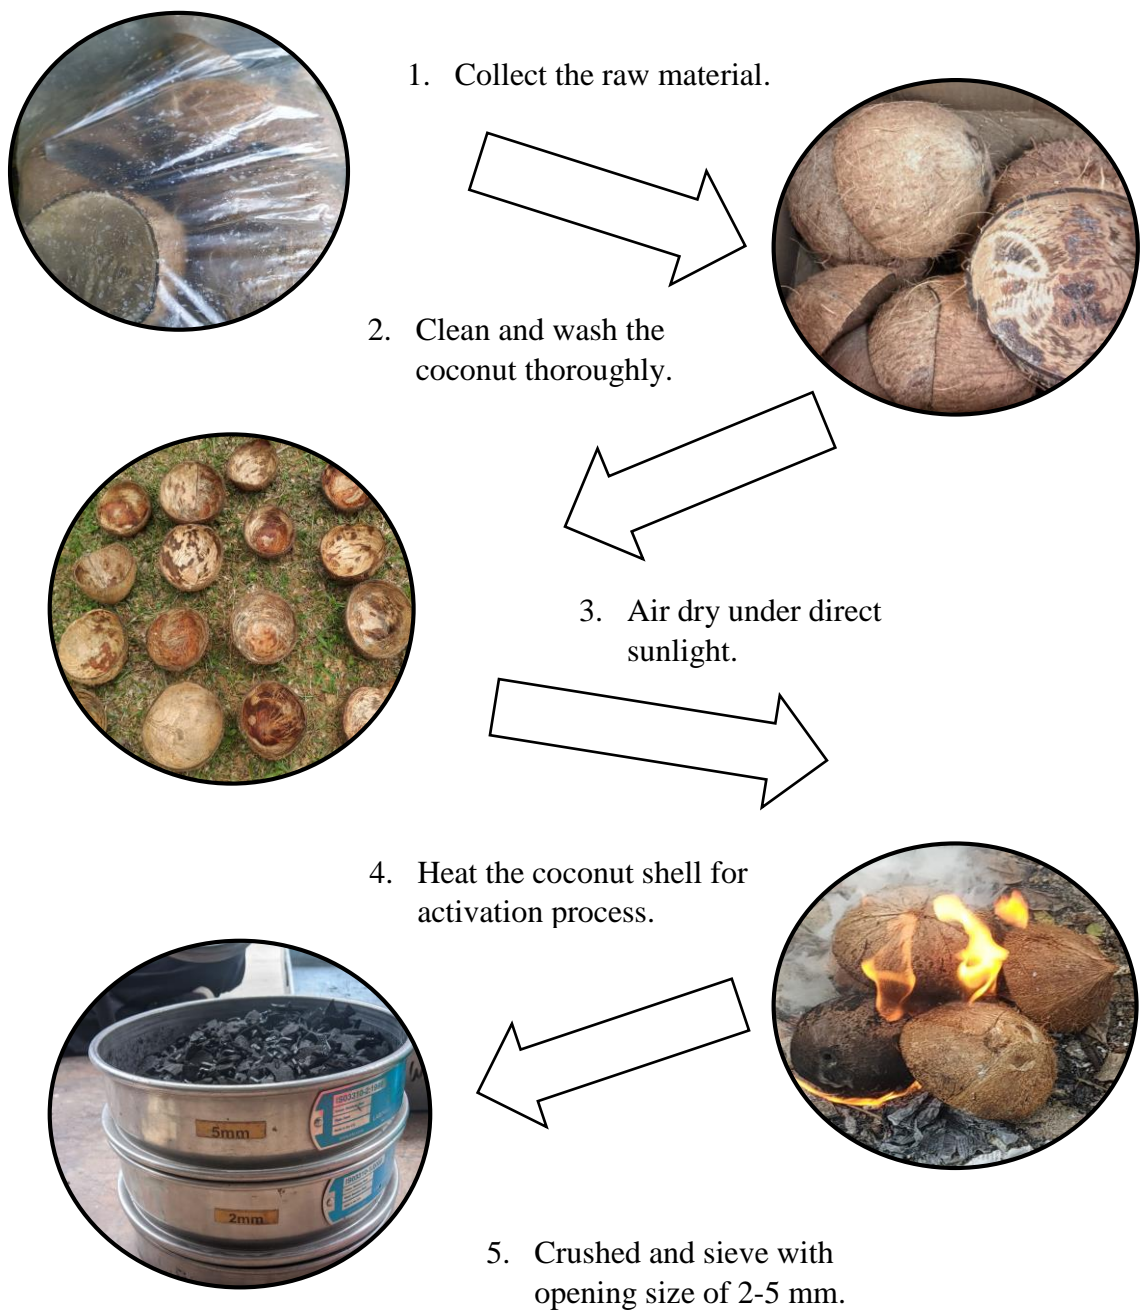 1. Collect the raw material.
2. Clean and wash the
coconut thoroughly.
3. Air dry under direct
sunlight.
4. Heat the coconut shell for
activation process.
5mm
2mm
5. Crushed and sieve with
opening size of 2-5 mm.